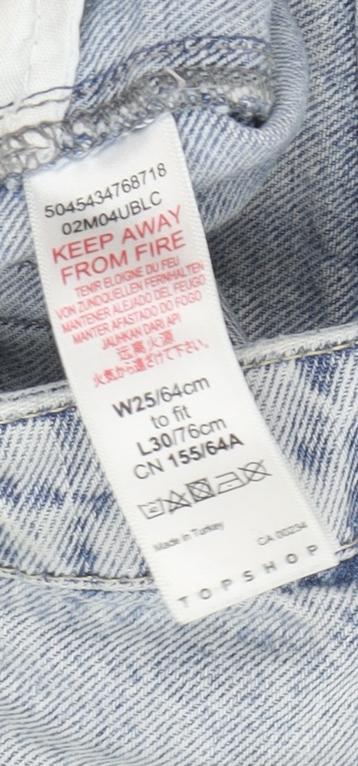 5045434768718
02M04UBLC
KEEP AWAY
FROM FIRE
TENIR ELOIGNE DU FEU
VON ZUNDQUELLEN FERNHALTEN
MANTENER ALEJADO DEL FEUGO
MANTER AFASTADO DO FOGO
JAUHKAN DARI API
远离火源
火気から遠ざけて下さい。
W25/64cm
to fit
L30/76cm
CN 155/64A
Made in Turkey
CA 00234
TOPSHOP